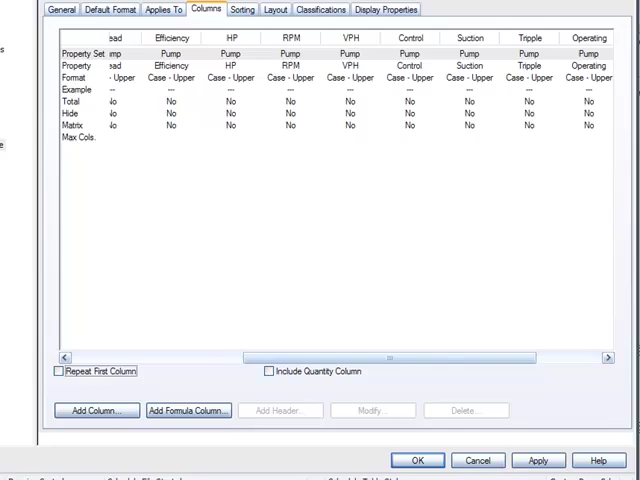 General Default Format Applies To Columns Sorting Layout Classifications Display Properties
ead Efficiency HP RPM VPH Control Suction Tripple Operating
Property Set mp Pump Pump Pump Pump Pump Pump Pump Pump
Property ead Efficiency HP RPM VPH Control Suction Tripple Operating
Format - Upper Case - Upper Case - Upper Case - Upper Case - Upper Case - Upper Case - Upper Case - Upper Case - Upper
Example --- --- --- --- --- --- --- --- ---
Total No No No No No No No No No
Hide No No No No No No No No No
Matrix No No No No No No No No No
Max Cols.
Repeat First Column Include Quantity Column
Add Column... Add Formula Column... Add Header... Modify... Delete...
OK Cancel Apply Help